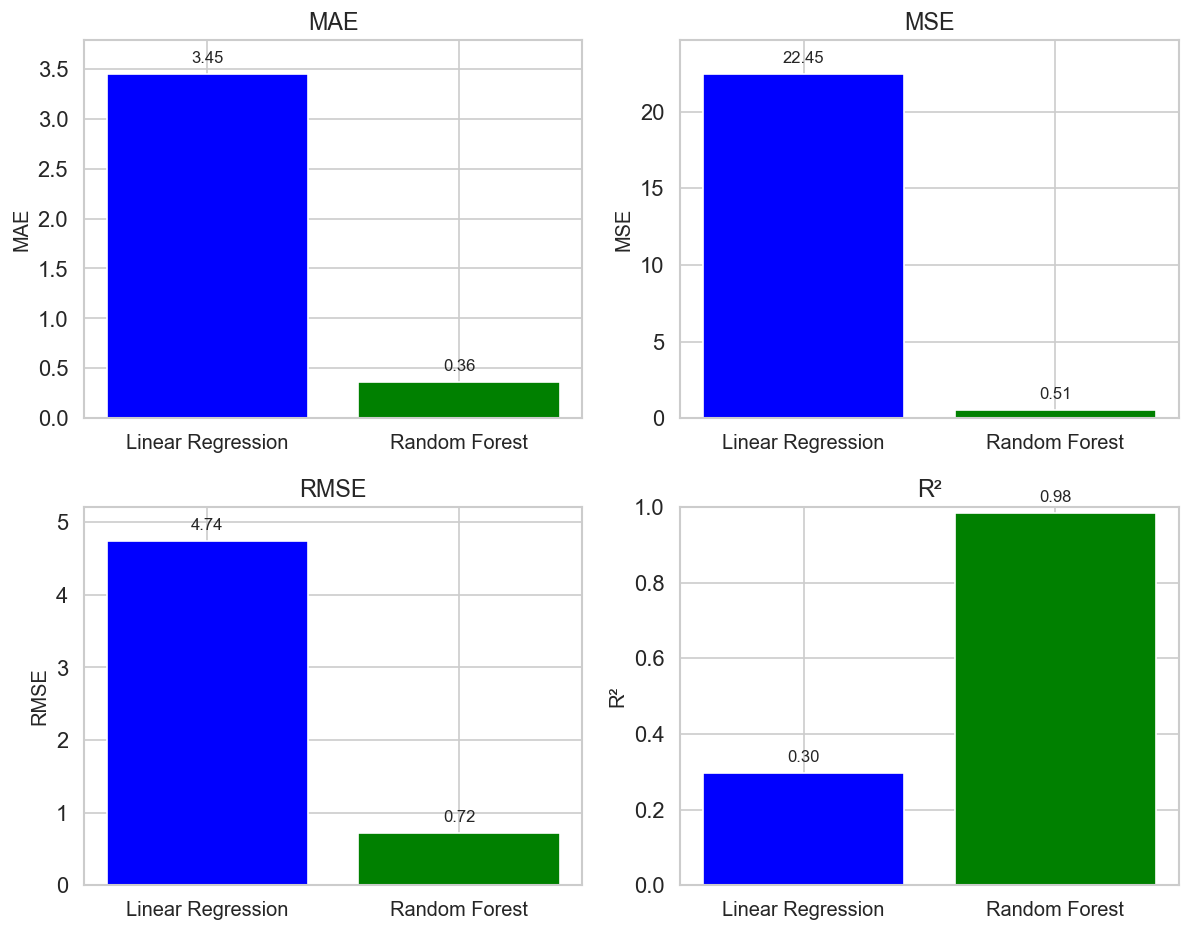 MAE
3.45
0.36
MAE
3.5
3.0
2.5
2.0
1.5
1.0
0.5
0.0
Linear Regression
Random Forest
MSE
22.45
0.51
MSE
20
15
10
5
0
Linear Regression
Random Forest
RMSE
4.74
0.72
RMSE
5
4
3
2
1
0
Linear Regression
Random Forest
R²
0.98
0.30
R²
1.0
0.8
0.6
0.4
0.2
0.0
Linear Regression
Random Forest